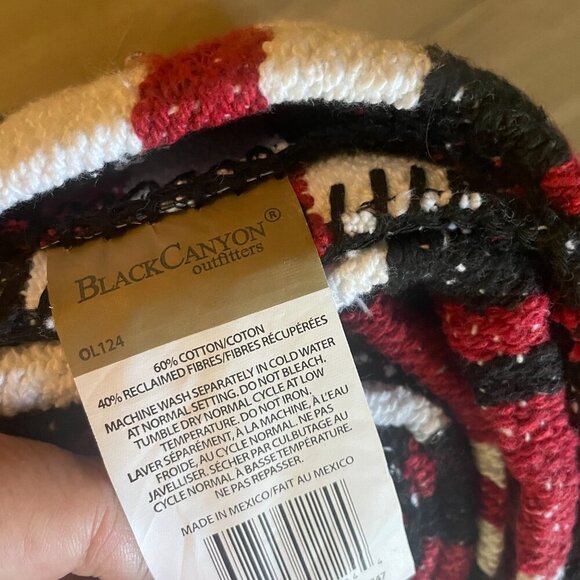 BLACKCANYON®
outfitters
OL124
60% COTTON/COTON
40% RECLAIMED FIBRES/FIBRES RÉCUPÉRÉES
MACHINE WASH SEPARATELY IN COLD WATER
AT NORMAL SETTING. DO NOT BLEACH.
TUMBLE DRY NORMAL CYCLE AT LOW
TEMPERATURE. DO NOT IRON.
LAVER SÉPARÉMENT, À LA MACHINE, À L'EAU
FROIDE, AU CYCLE NORMAL. NE PAS
JAVELLISER. SÉCHER PAR CULBUTAGE AU
CYCLE NORMAL À BASSE TEMPÉRATURE.
NE PAS REPASSER.
MADE IN MEXICO/FAIT AU MEXICO